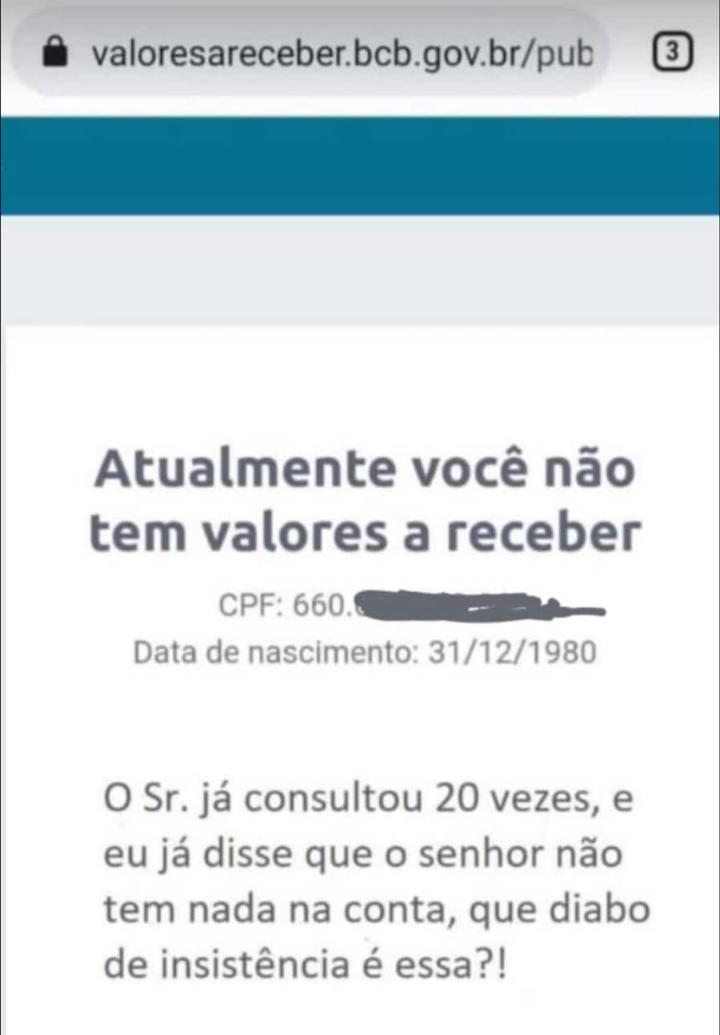 valoresareceber.bcb.gov.br/pub
3
Atualmente você não
tem valores a receber
CPF: 660.
Data de nascimento: 31/12/1980
O Sr. já consultou 20 vezes, e
eu já disse que o senhor não
tem nada na conta, que diabo
de insistência é essa?!